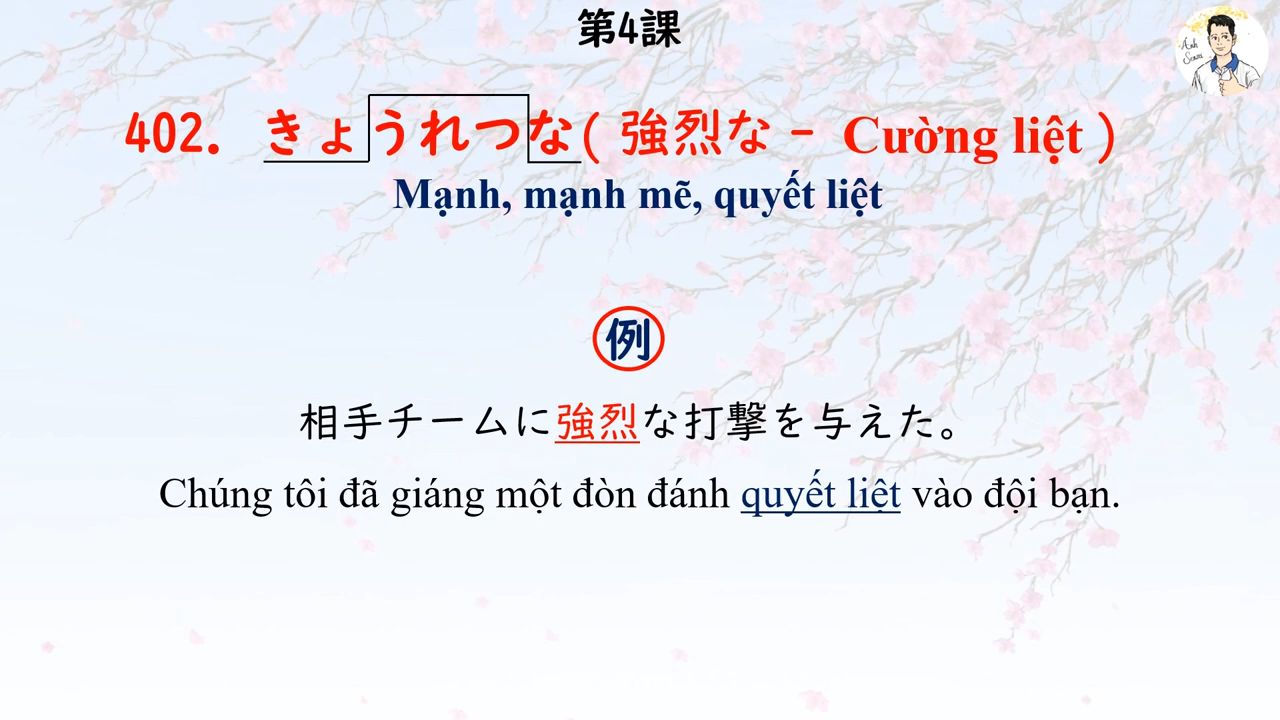 第4課
Anh
Sensei
402. きょうれつな( 強烈な - Cường liệt )
Mạnh, mạnh mẽ, quyết liệt
例
相手チームに強烈な打撃を与えた。
Chúng tôi đã giáng một đòn đánh quyết liệt vào đội bạn.